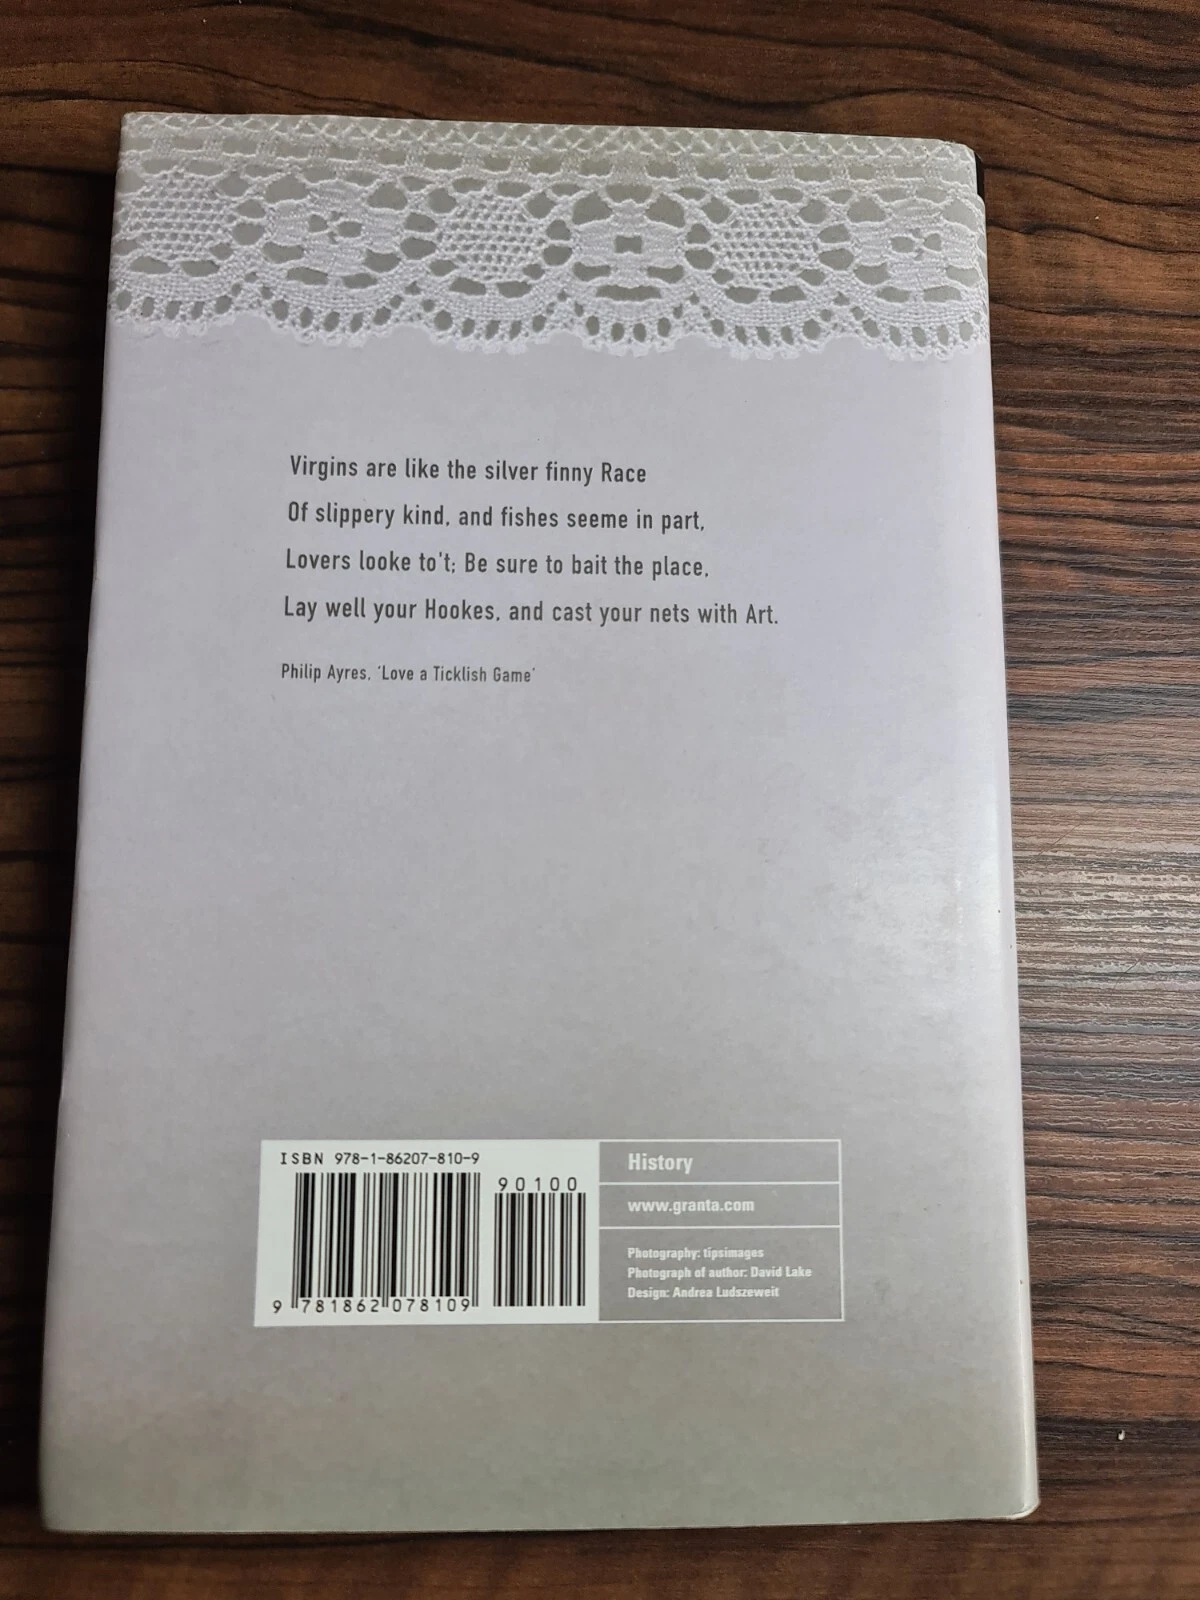 Virgins are like the silver finny Race
Of slippery kind, and fishes seeme in part,
Lovers looke to't; Be sure to bait the place,
Lay well your Hookes, and cast your nets with Art.
Philip Ayres, 'Love a Ticklish Game'
ISBN 978-1-86207-810-9
90100
9 781862 078109
History
www.granta.com
Photography: tipsimages
Photograph of author: David Lake
Design: Andrea Ludszeweit